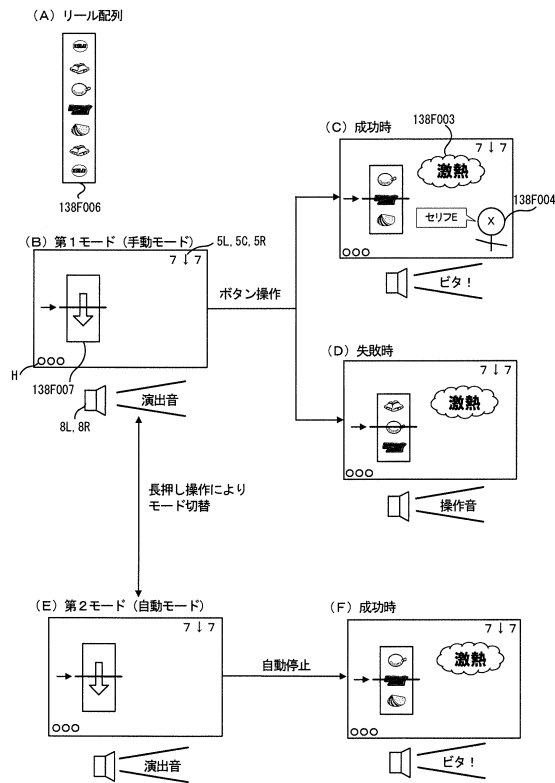 (A) リール配列
138F006
(B) 第1モード(手動モード)
5L, 5C, 5R
7 ↓ 7
H
138F007
8L, 8R
演出音
ボタン操作
(C) 成功時
138F003
7 ↓ 7
激熱
138F004
セリフE
X
ビタ!
(D) 失敗時
7 ↓ 7
激熱
操作音
長押し操作により
モード切替
(E) 第2モード(自動モード)
7 ↓ 7
演出音
自動停止
(F) 成功時
7 ↓ 7
激熱
ビタ!